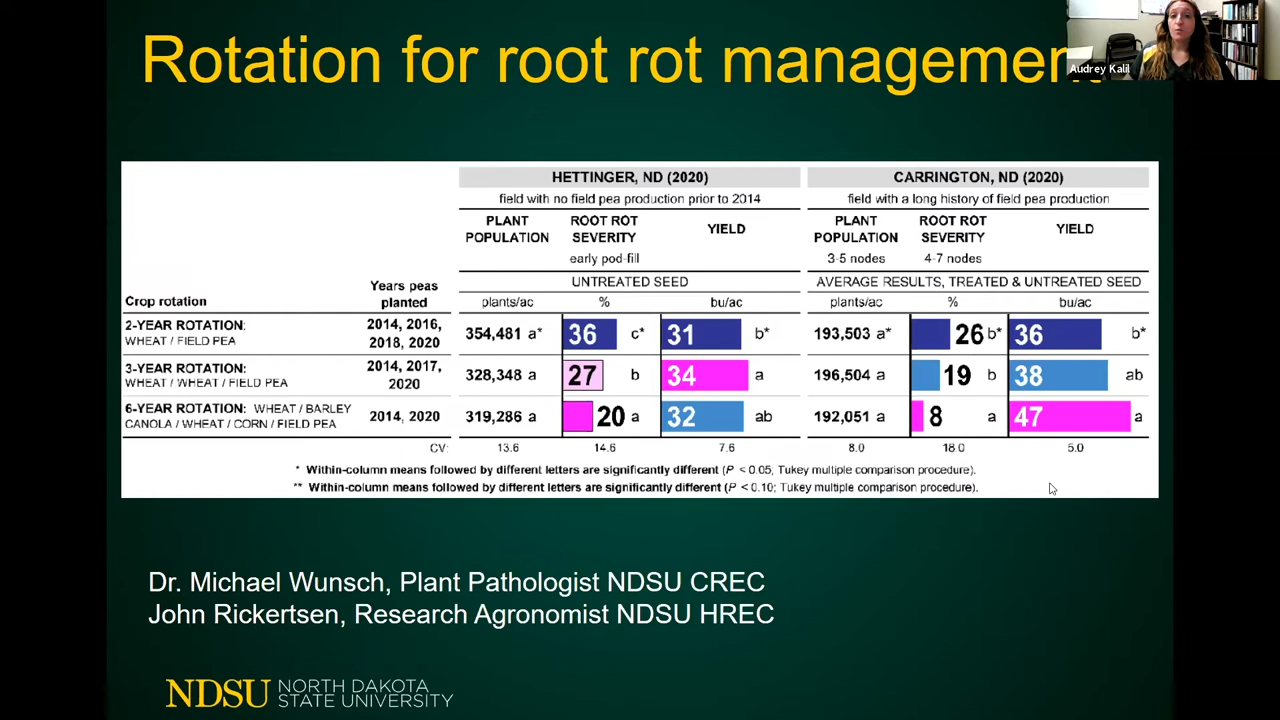 Rotation for root rot management
Audrey Kalil
HETTINGER, ND (2020)
field with no field pea production prior to 2014
CARRINGTON, ND (2020)
field with a long history of field pea production
PLANT POPULATION
ROOT ROT SEVERITY
YIELD
PLANT POPULATION
ROOT ROT SEVERITY
YIELD
early pod-fill
3-5 nodes
4-7 nodes
UNTREATED SEED
AVERAGE RESULTS, TREATED & UNTREATED SEED
Crop rotation
Years peas planted
plants/ac % bu/ac
plants/ac % bu/ac
2-YEAR ROTATION:
WHEAT / FIELD PEA
2014, 2016,
2018, 2020
354,481 a* 36 c* 31 b*
193,503 a* 26 b* 36 b*
3-YEAR ROTATION:
WHEAT / WHEAT / FIELD PEA
2014, 2017,
2020
328,348 a 27 b 34 a
196,504 a 19 b 38 ab
6-YEAR ROTATION: WHEAT / BARLEY
CANOLA / WHEAT / CORN / FIELD PEA
2014, 2020
319,286 a 20 a 32 ab
192,051 a 8 a 47 a
CV: 13.6 14.6 7.6 8.0 18.0 5.0
* Within-column means followed by different letters are significantly different (P < 0.05; Tukey multiple comparison procedure).
** Within-column means followed by different letters are significantly different (P < 0.10; Tukey multiple comparison procedure).
Dr. Michael Wunsch, Plant Pathologist NDSU CREC
John Rickertsen, Research Agronomist NDSU HREC
NDSU NORTH DAKOTA
STATE UNIVERSITY